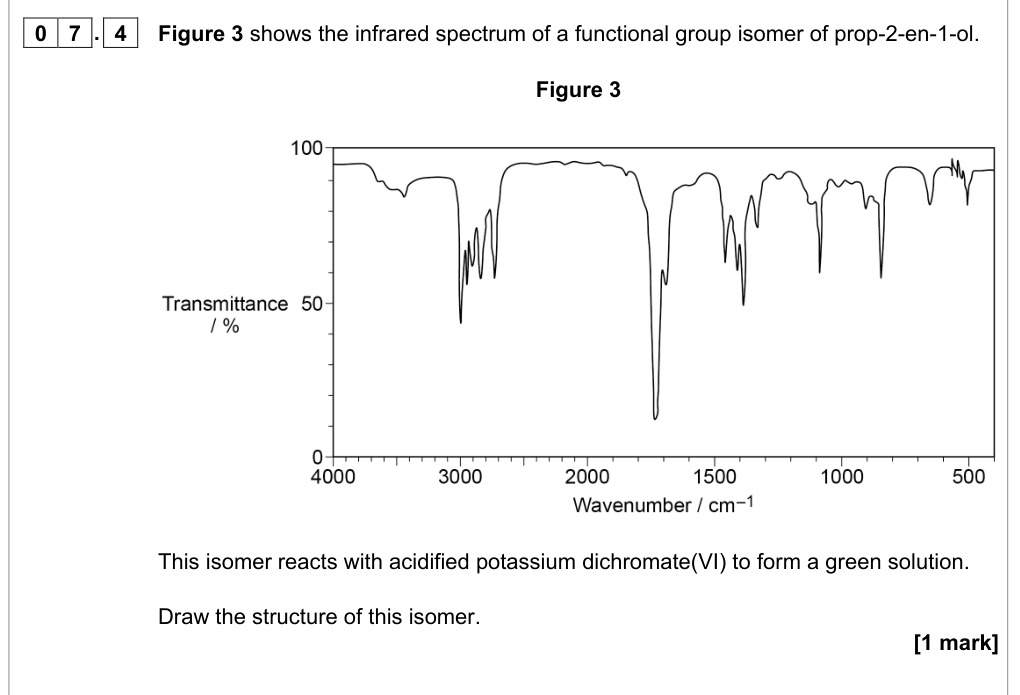 0 7 . 4 Figure 3 shows the infrared spectrum of a functional group isomer of prop-2-en-1-ol.
Figure 3
100
Transmittance 50
/ %
0
4000 3000 2000 1500 1000 500
Wavenumber / cm⁻¹
This isomer reacts with acidified potassium dichromate(VI) to form a green solution.
Draw the structure of this isomer.
[1 mark]